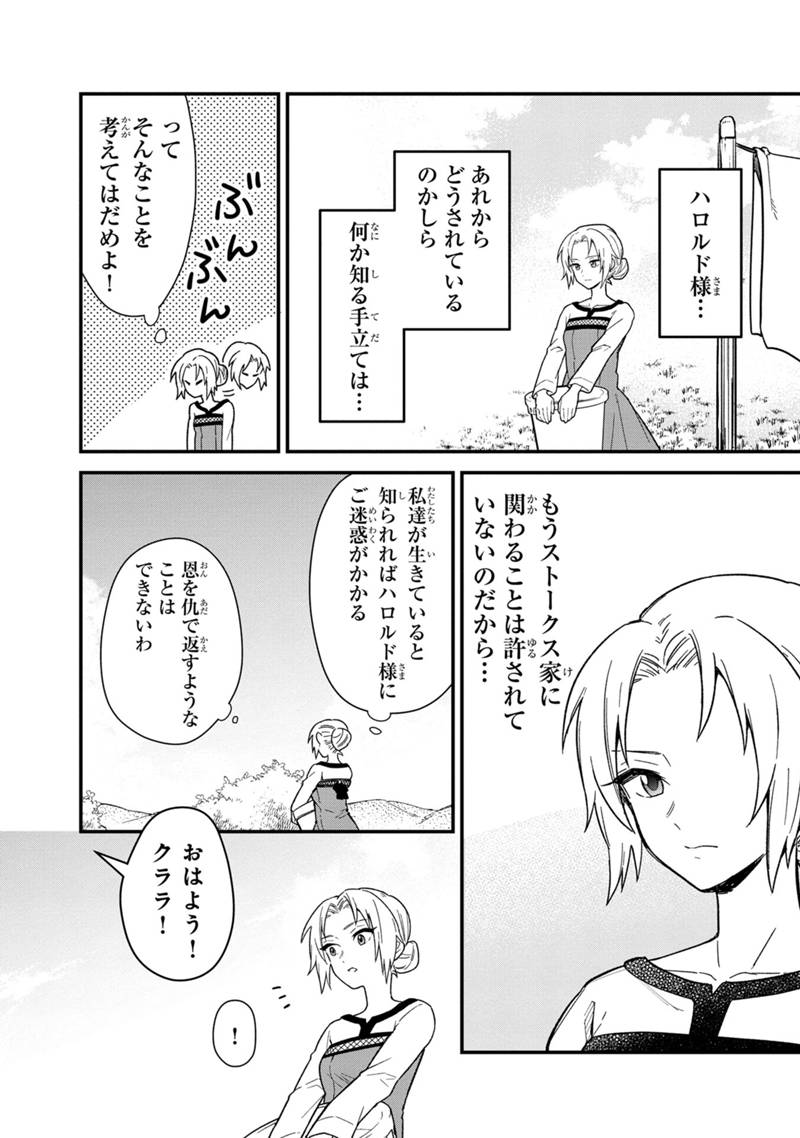 ハロルド様…
あれから
どうされている
のかしら
何か知る手立ては…
って
そんなことを
考えてはだめよ！
ぶん
ぶん
もうストークス家に
関わることは許されて
いないのだから…
私達が生きていると
知られればハロルド様に
ご迷惑がかかる
恩を仇で返すような
ことは
できないわ
おはよう！
クララ！
！